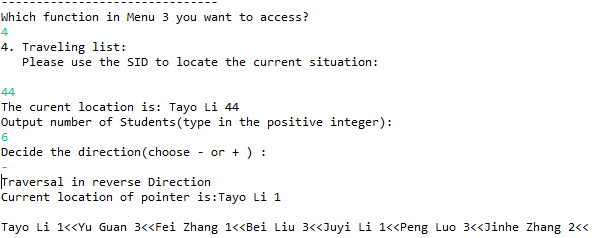 --------------------------------
Which function in Menu 3 you want to access?
4
4. Traveling list:
Please use the SID to locate the current situation:
44
The curent location is: Tayo Li 44
Output number of Students(type in the positive integer):
6
Decide the direction(choose - or + ) :
-
Traversal in reverse Direction
Current location of pointer is:Tayo Li 1
Tayo Li 1<<Yu Guan 3<<Fei Zhang 1<<Bei Liu 3<<Juyi Li 1<<Peng Luo 3<<Jinhe Zhang 2<<